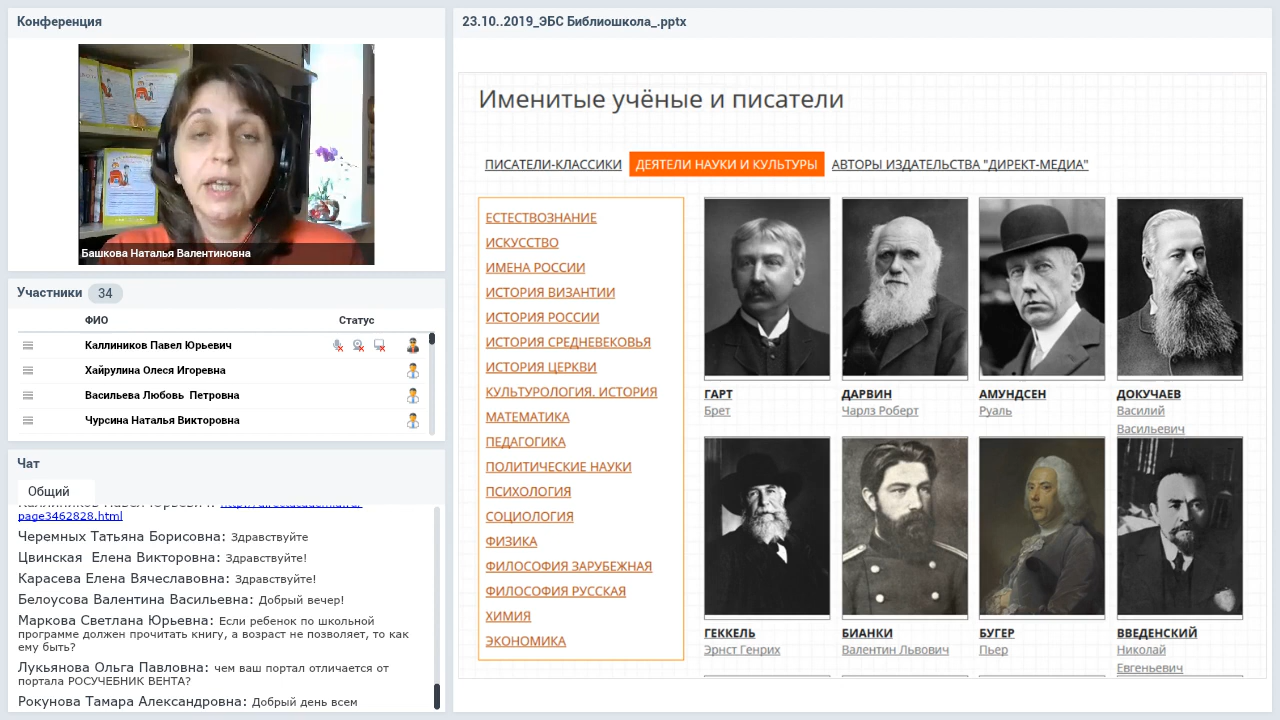 Конференция
Башкова Наталья Валентиновна
Участники 34
ФИО Статус
Каллиников Павел Юрьевич
Хайрулина Олеся Игоревна
Васильева Любовь Петровна
Чурсина Наталья Викторовна
Чат
Общий
page3462828.html
Черемных Татьяна Борисовна: Здравствуйте
Цвинская Елена Викторовна: Здравствуйте!
Карасева Елена Вячеславовна: Здравствуйте!
Белоусова Валентина Васильевна: Добрый вечер!
Маркова Светлана Юрьевна: Если ребенок по школьной
программе должен прочитать книгу, а возраст не позволяет, то как
ему быть?
Лукьянова Ольга Павловна: чем ваш портал отличается от
портала РОСУЧЕБНИК ВЕНТА?
Рокунова Тамара Александровна: Добрый день всем
23.10..2019_ЭБС Библиошкола_.pptx
Именитые учёные и писатели
ПИСАТЕЛИ-КЛАССИКИ ДЕЯТЕЛИ НАУКИ И КУЛЬТУРЫ АВТОРЫ ИЗДАТЕЛЬСТВА "ДИРЕКТ-МЕДИА"
ЕСТЕСТВОЗНАНИЕ
ИСКУССТВО
ИМЕНА РОССИИ
ИСТОРИЯ ВИЗАНТИИ
ИСТОРИЯ РОССИИ
ИСТОРИЯ СРЕДНЕВЕКОВЬЯ
ИСТОРИЯ ЦЕРКВИ
КУЛЬТУРОЛОГИЯ. ИСТОРИЯ
МАТЕМАТИКА
ПЕДАГОГИКА
ПОЛИТИЧЕСКИЕ НАУКИ
ПСИХОЛОГИЯ
СОЦИОЛОГИЯ
ФИЗИКА
ФИЛОСОФИЯ ЗАРУБЕЖНАЯ
ФИЛОСОФИЯ РУССКАЯ
ХИМИЯ
ЭКОНОМИКА
ГАРТ
Брет
ДАРВИН
Чарлз Роберт
АМУНДСЕН
Руаль
ДОКУЧАЕВ
Василий
Васильевич
ГЕККЕЛЬ
Эрнст Генрих
БИАНКИ
Валентин Львович
БУГЕР
Пьер
ВВЕДЕНСКИЙ
Николай
Евгеньевич